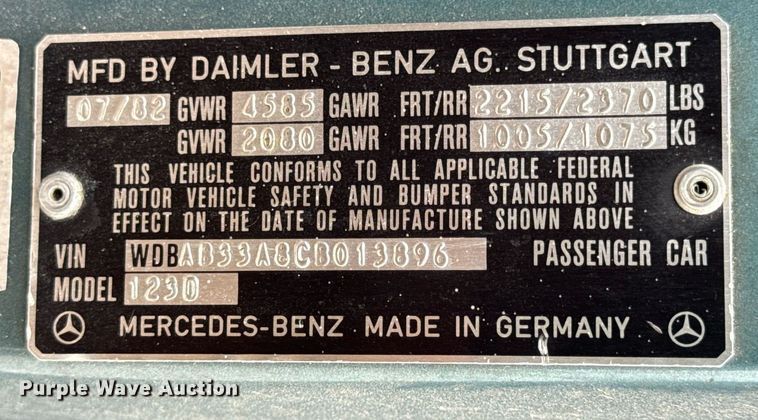 MFD BY DAIMLER - BENZ AG. STUTTGART
07/82 GVWR 4585 GAWR FRT/RR 2215/2370 LBS
GVWR 2080 GAWR FRT/RR 1005/1075 KG
THIS VEHICLE CONFORMS TO ALL APPLICABLE FEDERAL
MOTOR VEHICLE SAFETY AND BUMPER STANDARDS IN
EFFECT ON THE DATE OF MANUFACTURE SHOWN ABOVE
VIN WDBAB33A8CB013896 PASSENGER CAR
MODEL 1230
MERCEDES-BENZ MADE IN GERMANY
Purple Wave Auction